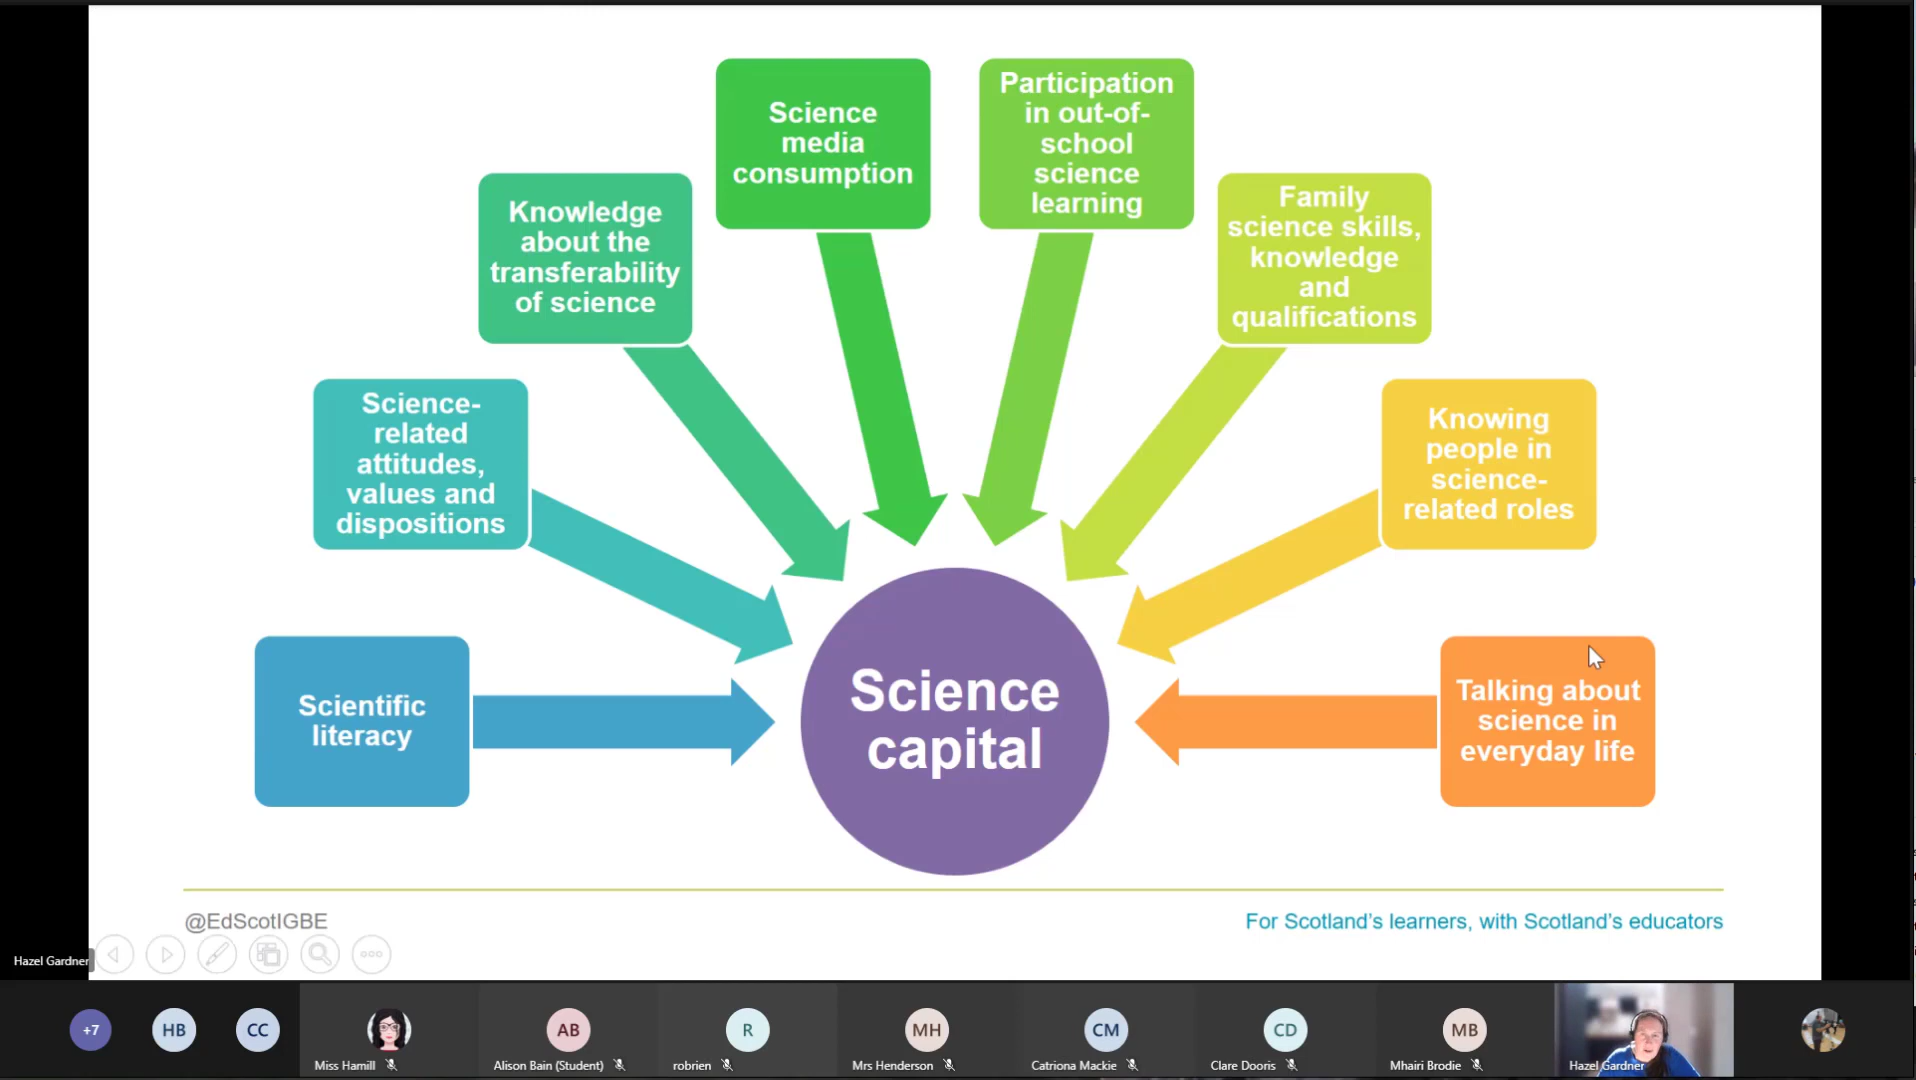 Science
media
consumption
Participation
in out-of-
school
science
learning
Knowledge
about the
transferability
of science
Family
science skills,
knowledge
and
qualifications
Science-
related
attitudes,
values and
dispositions
Knowing
people in
science-
related roles
Scientific
literacy
Science
capital
Talking about
science in
everyday life
@EdScotIGBE
For Scotland's learners, with Scotland's educators
Hazel Gardner
+7
HB
CC
Miss Hamill
AB
Alison Bain (Student)
R
robrien
MH
Mrs Henderson
CM
Catriona Mackie
CD
Clare Dooris
MB
Mhairi Brodie
Hazel Gardner